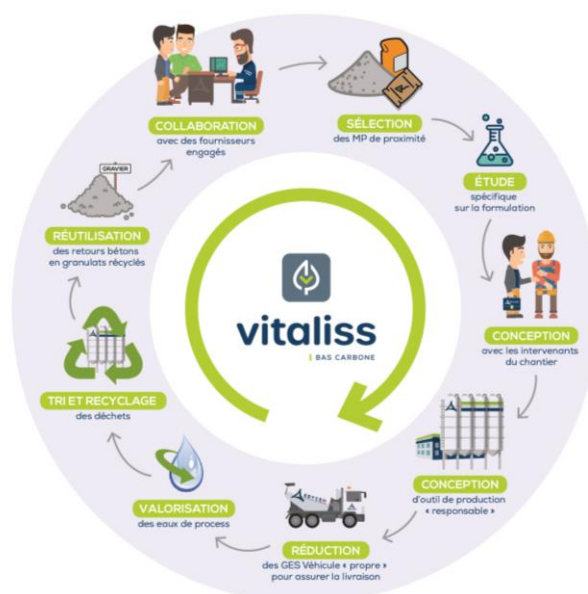 COLLABORATION
avec des fournisseurs
engagés
SÉLECTION
des MP de proximité
ÉTUDE
spécifique
sur la formulation
CONCEPTION
avec les intervenants
du chantier
CONCEPTION
d'outil de production
« responsable »
RÉDUCTION
des GES Véhicule « propre »
pour assurer la livraison
VALORISATION
des eaux de process
TRI ET RECYCLAGE
des déchets
GRAVIER
RÉUTILISATION
des retours bétons
en granulats récyclés
vitaliss
| BAS CARBONE